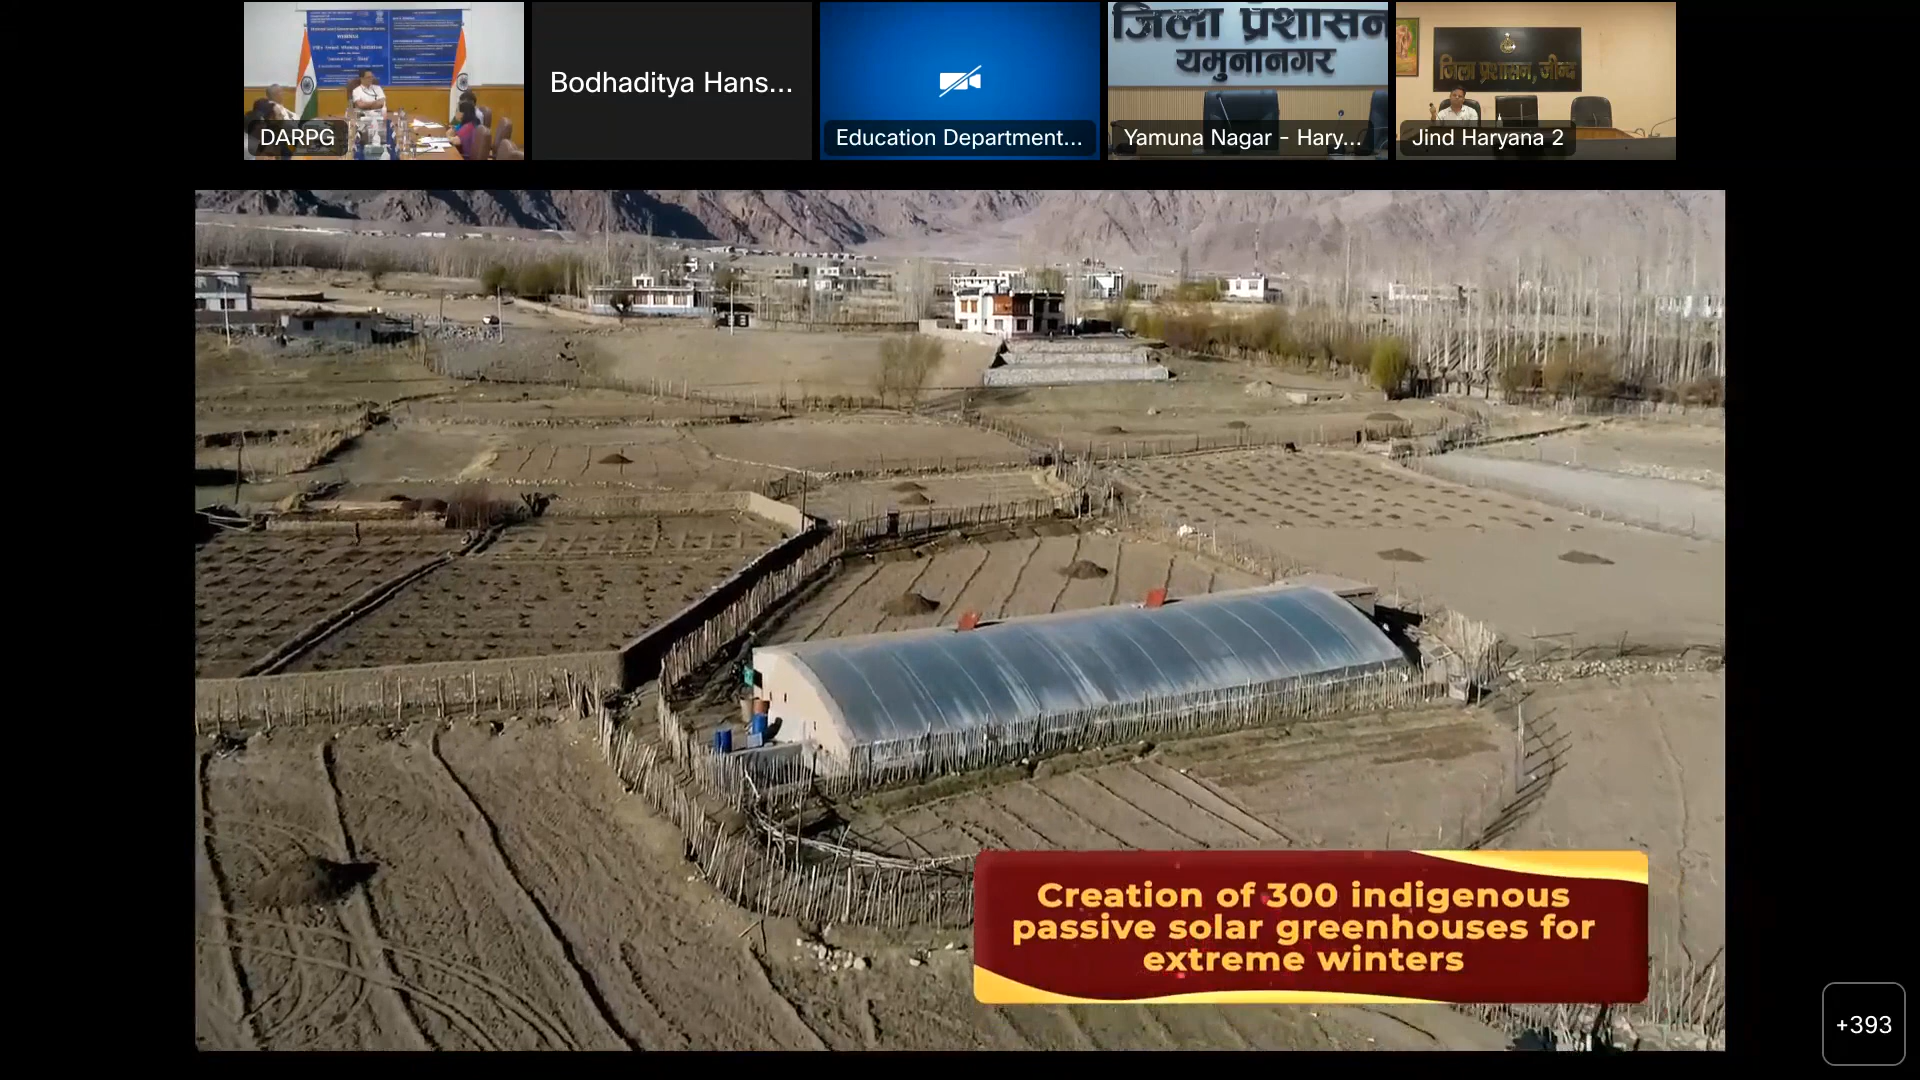 DARPG
Bodhaditya Hans...
Education Department...
जिला प्रशासन
यमुनानगर
Yamuna Nagar - Hary...
जिला प्रशासन, जीन्द
Jind Haryana 2
Creation of 300 indigenous
passive solar greenhouses for
extreme winters
+393